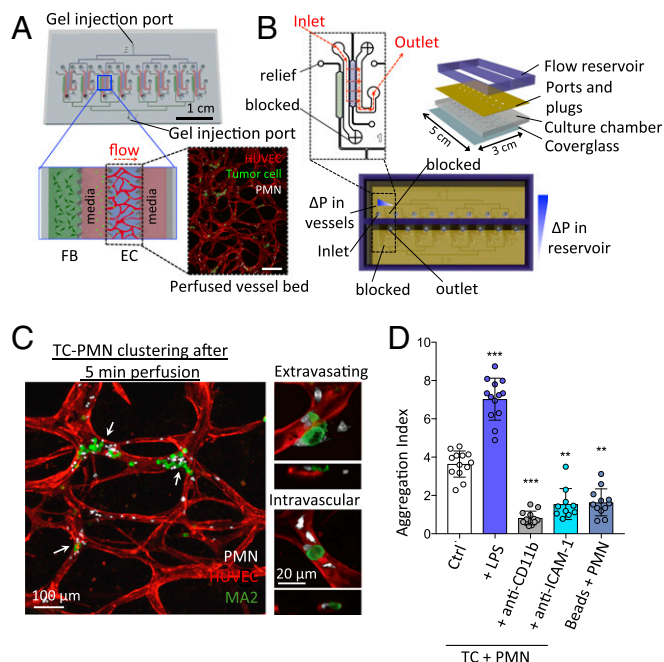 A
Gel injection port
1 cm
Gel injection port
flow
media
media
FB
EC
HUVEC
Tumor cell
PMN
Perfused vessel bed
B
Inlet
Outlet
relief
blocked
1
Flow reservoir
Ports and
plugs
Culture chamber
Coverglass
5 cm
3 cm
blocked
ΔP in
vessels
Inlet
blocked
outlet
ΔP in
reservoir
C
TC-PMN clustering after
5 min perfusion
PMN
HUVEC
MA2
100 µm
Extravasating
Intravascular
20 µm
D
Aggregation Index
10
8
6
4
2
0
***
***
**
**
Ctrl
+ LPS
+ anti-CD11b
+ anti-ICAM-1
Beads + PMN
TC + PMN